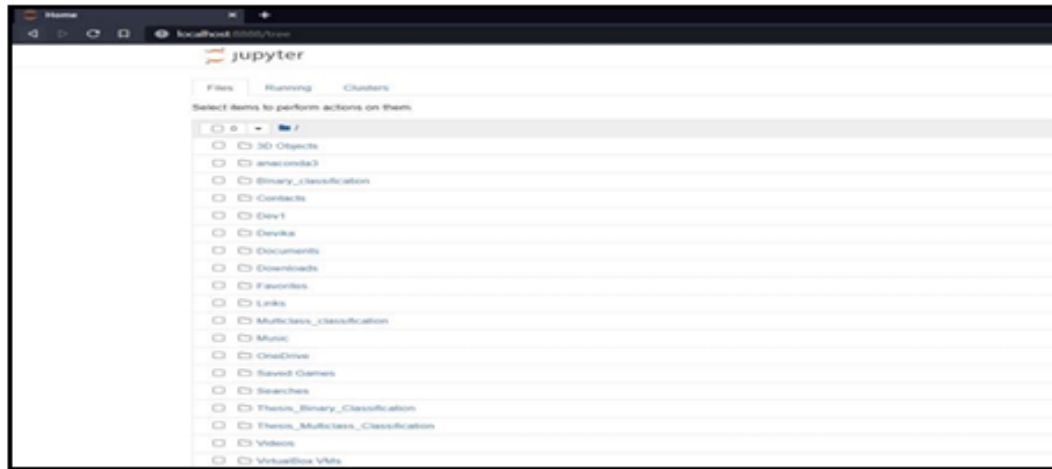 Home
localhost:8888/tree
jupyter
Files Running Clusters
Select items to perform actions on them.
0 /
3D Objects
anaconda3
Binary_classification
Contacts
Dev1
Devika
Documents
Downloads
Favorites
Links
Multiclass_classification
Music
OneDrive
Saved Games
Searches
Thesis_Binary_Classification
Thesis_Multiclass_Classification
Videos
VirtualBox VMs